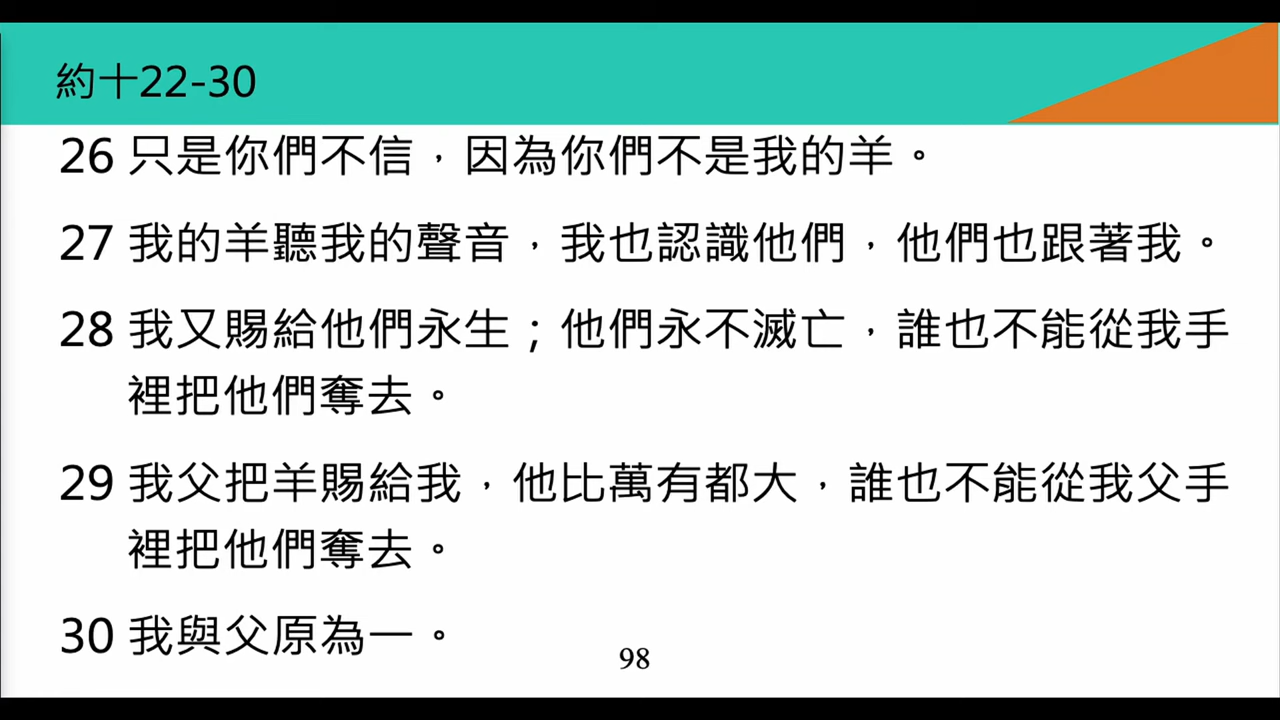 約十22-30
26 只是你們不信，因為你們不是我的羊。
27 我的羊聽我的聲音，我也認識他們，他們也跟著我。
28 我又賜給他們永生；他們永不滅亡，誰也不能從我手
裡把他們奪去。
29 我父把羊賜給我，他比萬有都大，誰也不能從我父手
裡把他們奪去。
30 我與父原為一。
98